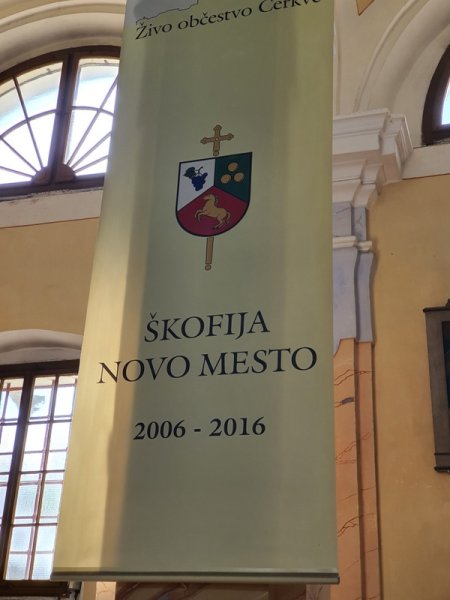 Živo občestvo Cerkve
ŠKOFIJA
NOVO MESTO
2006 - 2016